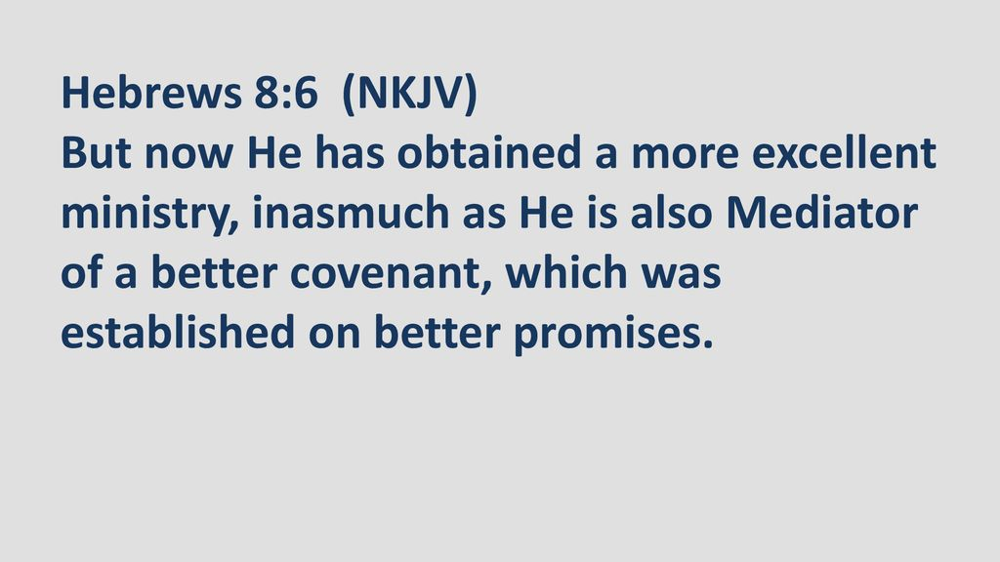 Hebrews 8:6  (NKJV)
But now He has obtained a more excellent
ministry, inasmuch as He is also Mediator
of a better covenant, which was
established on better promises.